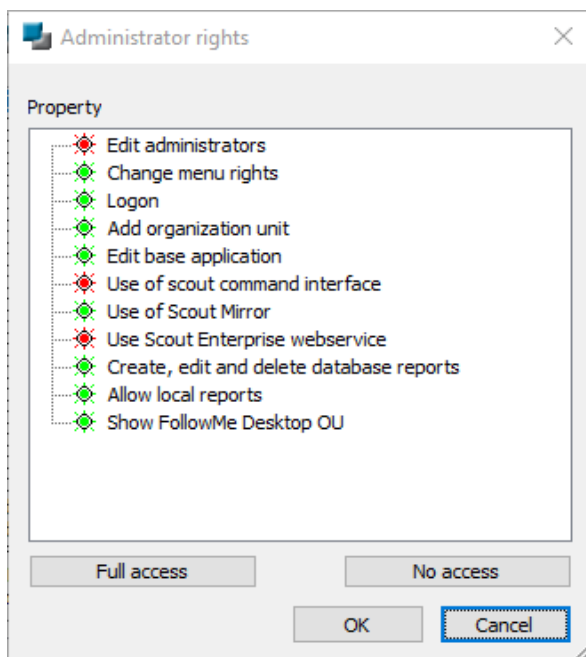 Administrator rights
Property
Edit administrators
Change menu rights
Logon
Add organization unit
Edit base application
Use of scout command interface
Use of Scout Mirror
Use Scout Enterprise webservice
Create, edit and delete database reports
Allow local reports
Show FollowMe Desktop OU
Full access No access
OK Cancel